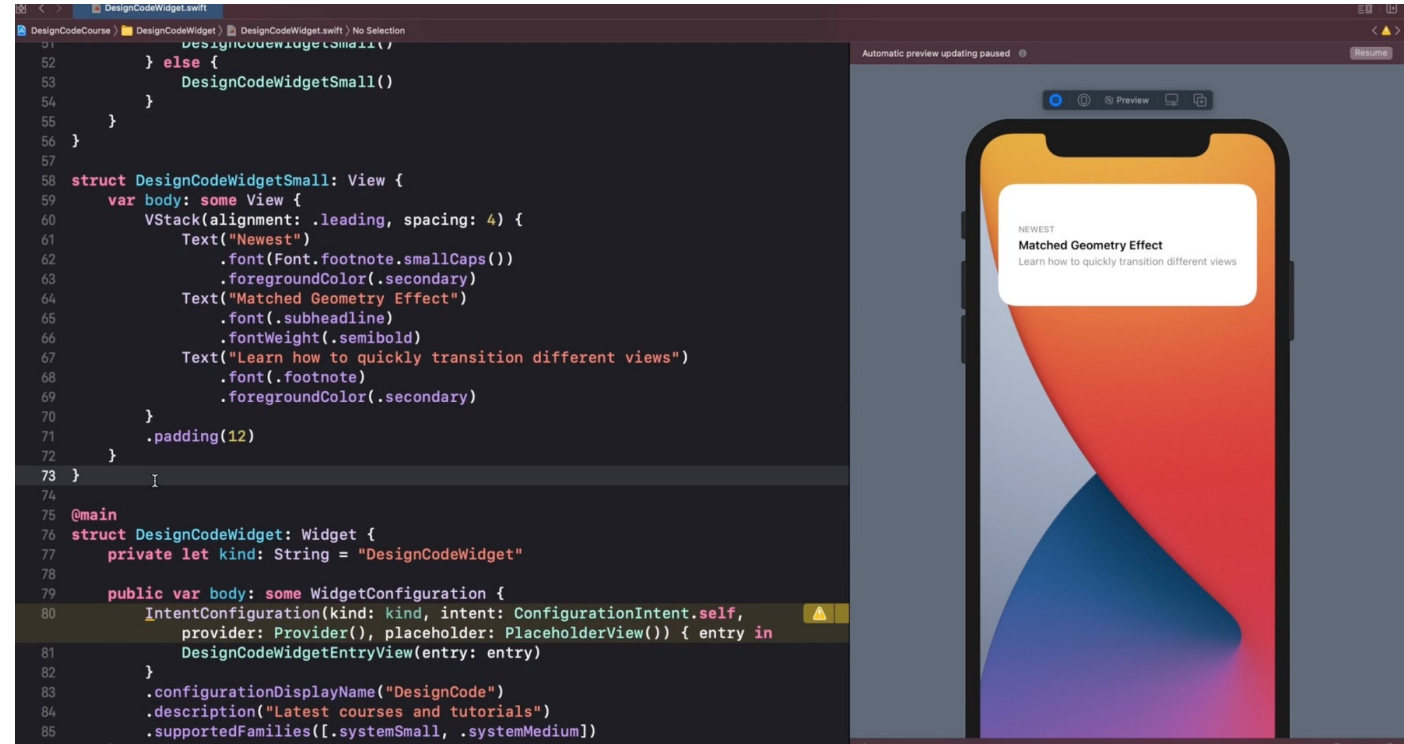 DesignCodeWidget.swift
DesignCodeCourse 〉 DesignCodeWidget 〉 DesignCodeWidget.swift 〉 No Selection
51 DesignCodeWidgetSmall()
52 } else {
53 DesignCodeWidgetSmall()
54 }
55 }
56 }
57
58 struct DesignCodeWidgetSmall: View {
59 var body: some View {
60 VStack(alignment: .leading, spacing: 4) {
61 Text("Newest")
62 .font(Font.footnote.smallCaps())
63 .foregroundColor(.secondary)
64 Text("Matched Geometry Effect")
65 .font(.subheadline)
66 .fontWeight(.semibold)
67 Text("Learn how to quickly transition different views")
68 .font(.footnote)
69 .foregroundColor(.secondary)
70 }
71 .padding(12)
72 }
73 }
74
75 @main
76 struct DesignCodeWidget: Widget {
77 private let kind: String = "DesignCodeWidget"
78
79 public var body: some WidgetConfiguration {
80 IntentConfiguration(kind: kind, intent: ConfigurationIntent.self,
provider: Provider(), placeholder: PlaceholderView()) { entry in
81 DesignCodeWidgetEntryView(entry: entry)
82 }
83 .configurationDisplayName("DesignCode")
84 .description("Latest courses and tutorials")
85 .supportedFamilies([.systemSmall, .systemMedium])
Automatic preview updating paused
Resume
Preview
NEWEST
Matched Geometry Effect
Learn how to quickly transition different views